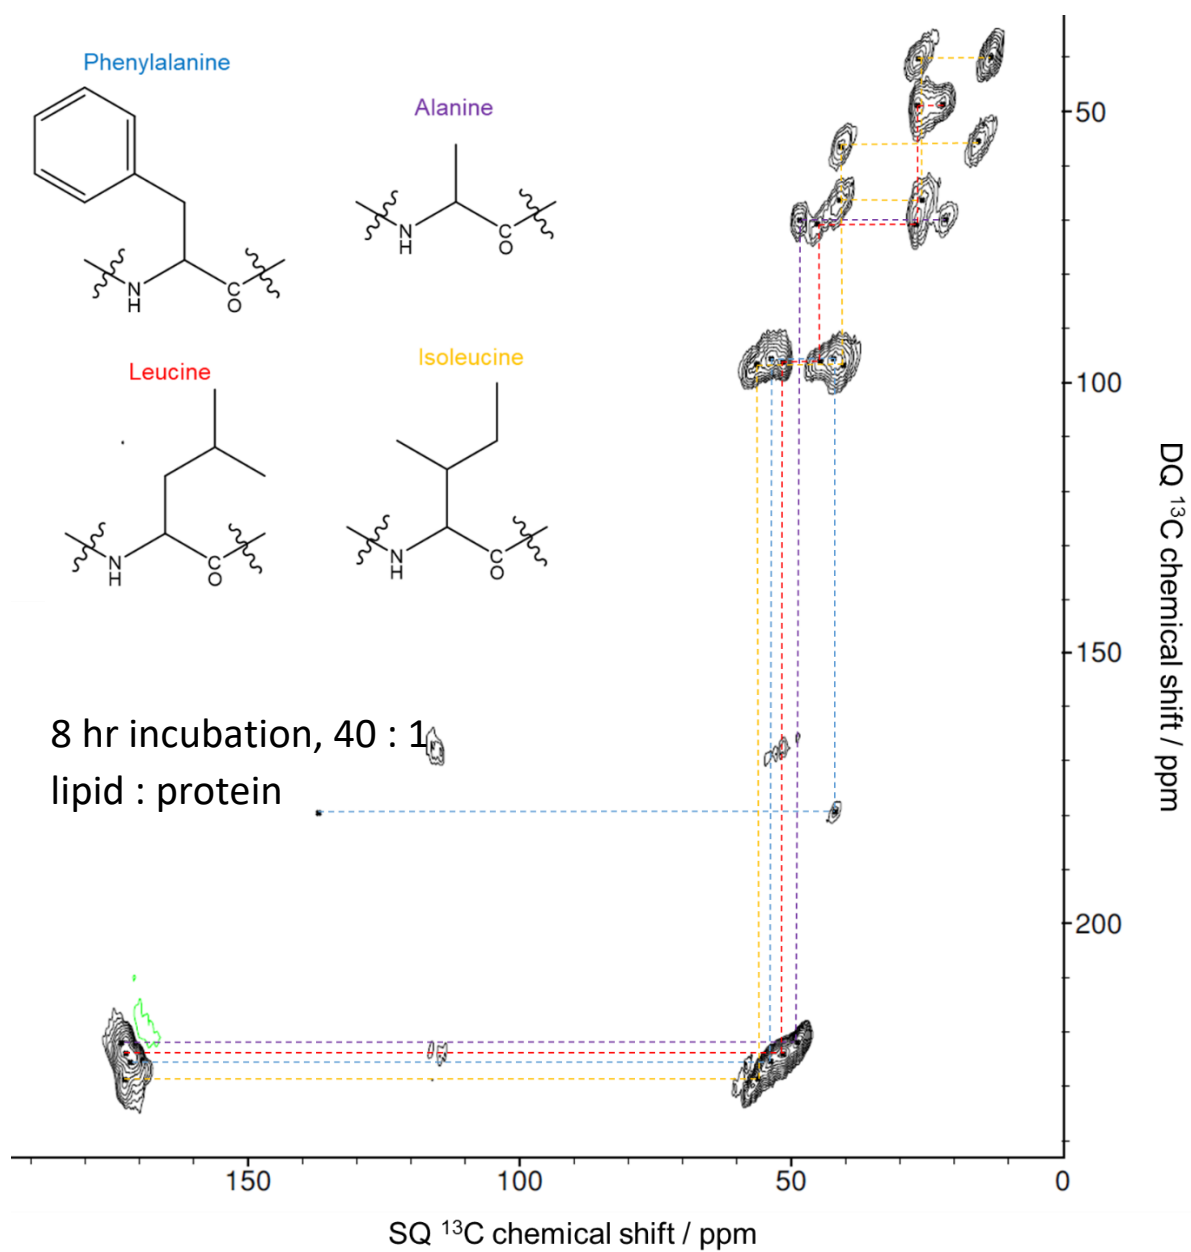 Phenylalanine
Alanine
N
H
C
O
N
H
C
O
Leucine
Isoleucine
N
H
C
O
N
H
C
O
8 hr incubation, 40 : 1
lipid : protein
50
100
150
200
DQ ¹³C chemical shift / ppm
150
100
50
0
SQ ¹³C chemical shift / ppm